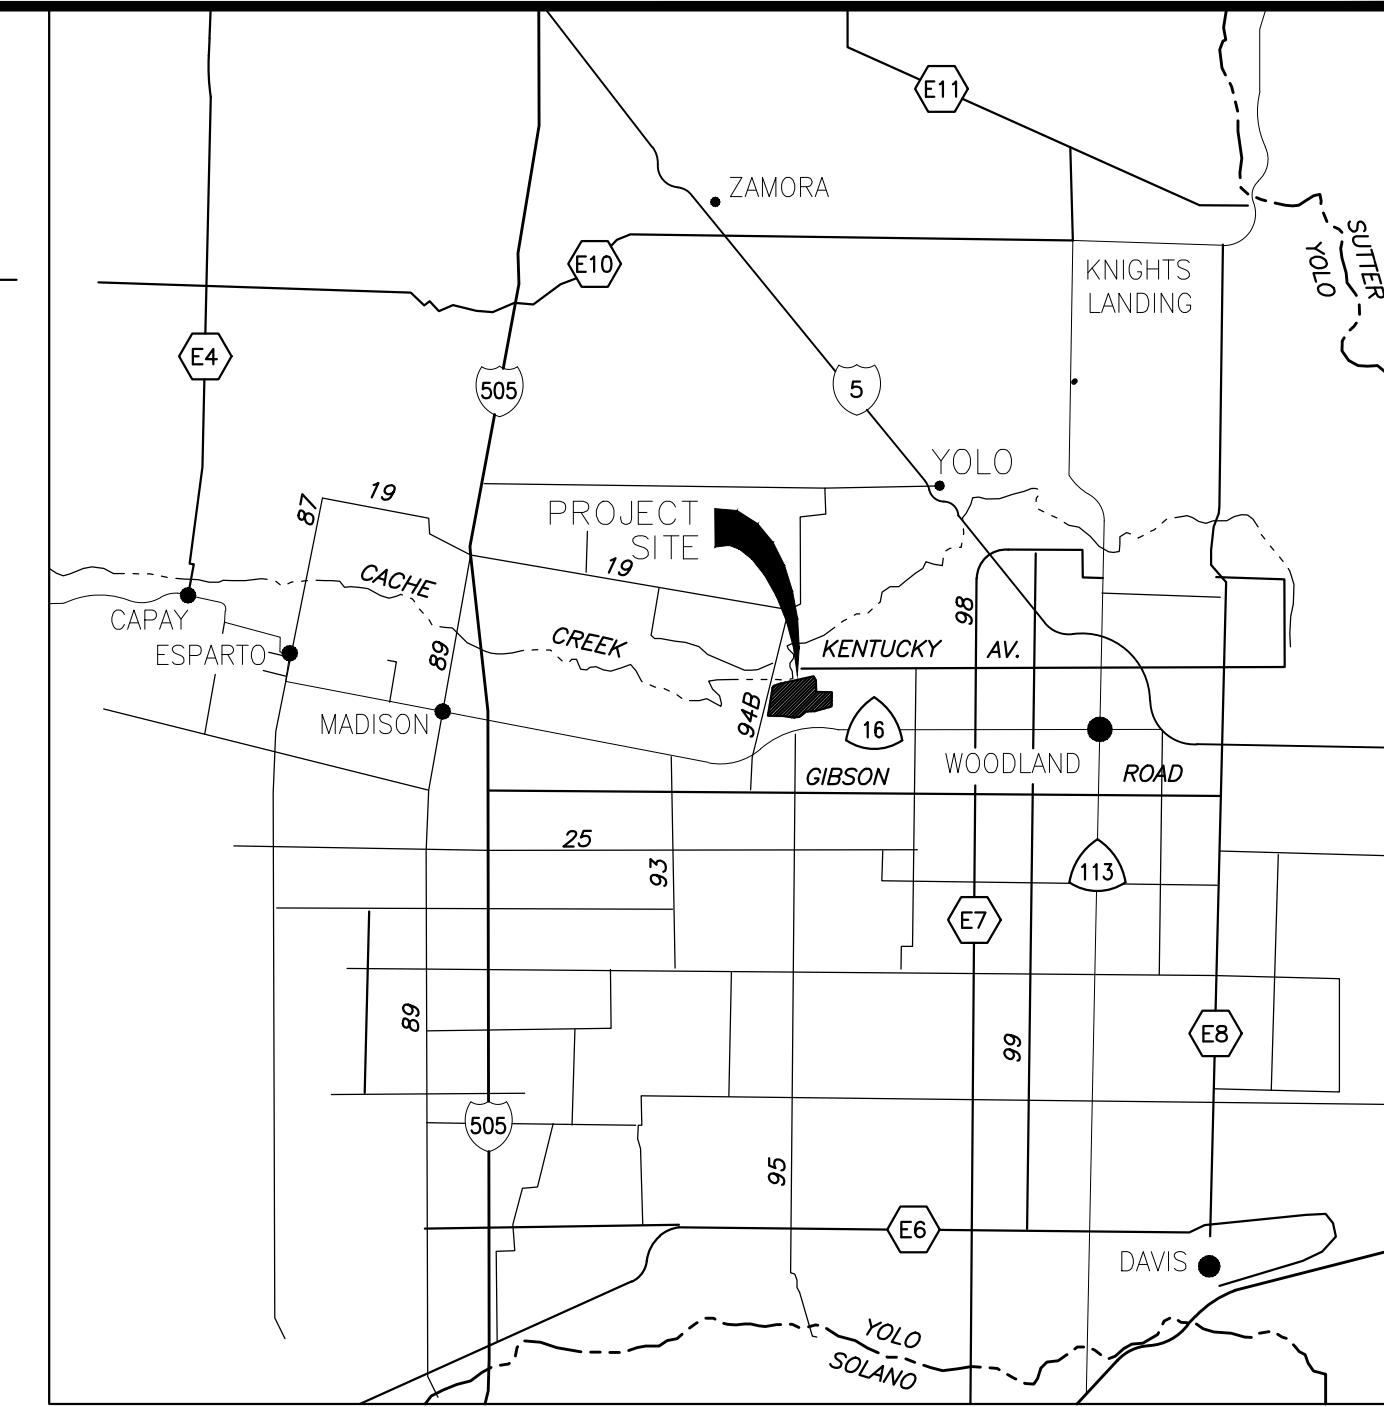 E11
ZAMORA
SUTTER
YOLO
E10
KNIGHTS
LANDING
E4
505
5
YOLO
19
87
PROJECT
SITE
19
CACHE
98
CAPAY
CREEK
KENTUCKY AV.
89
ESPARTO
94B
MADISON
16
WOODLAND
GIBSON
ROAD
25
93
113
E7
89
99
E8
505
95
E6
DAVIS
YOLO
SOLANO